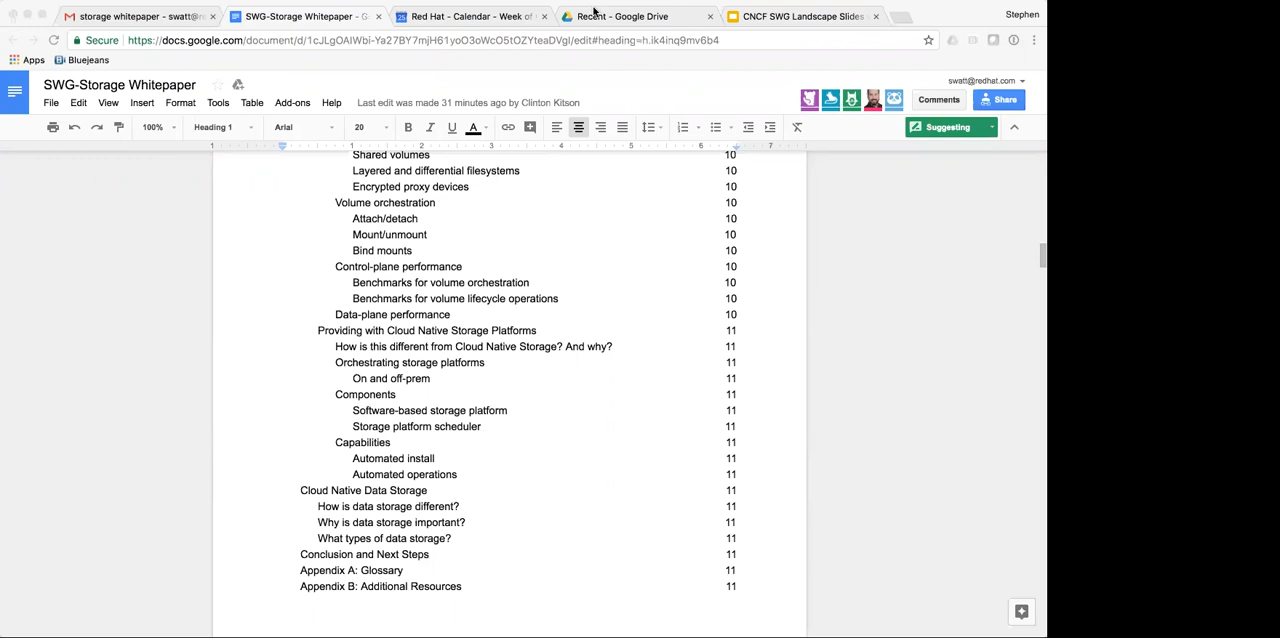 storage whitepaper - swatt@r
SWG-Storage Whitepaper - G
Red Hat - Calendar - Week of
Recent - Google Drive
CNCF SWG Landscape Slides
Stephen
Secure
https://docs.google.com/document/d/1cJLgOAIWbi-Ya27BY7mjH61yoO3oWcO5tOZYteaDVgI/edit#heading=h.ik4inq9mv6b4
Apps
Bluejeans
SWG-Storage Whitepaper
swatt@redhat.com
File Edit View Insert Format Tools Table Add-ons Help
Last edit was made 31 minutes ago by Clinton Kitson
Comments
Share
100%
Heading 1
Arial
20
B I U A
Suggesting
1 1 2 3 4 5 6 7
Shared volumes 10
Layered and differential filesystems 10
Encrypted proxy devices 10
Volume orchestration 10
Attach/detach 10
Mount/unmount 10
Bind mounts 10
Control-plane performance 10
Benchmarks for volume orchestration 10
Benchmarks for volume lifecycle operations 10
Data-plane performance 10
Providing with Cloud Native Storage Platforms 11
How is this different from Cloud Native Storage? And why? 11
Orchestrating storage platforms 11
On and off-prem 11
Components 11
Software-based storage platform 11
Storage platform scheduler 11
Capabilities 11
Automated install 11
Automated operations 11
Cloud Native Data Storage 11
How is data storage different? 11
Why is data storage important? 11
What types of data storage? 11
Conclusion and Next Steps 11
Appendix A: Glossary 11
Appendix B: Additional Resources 11